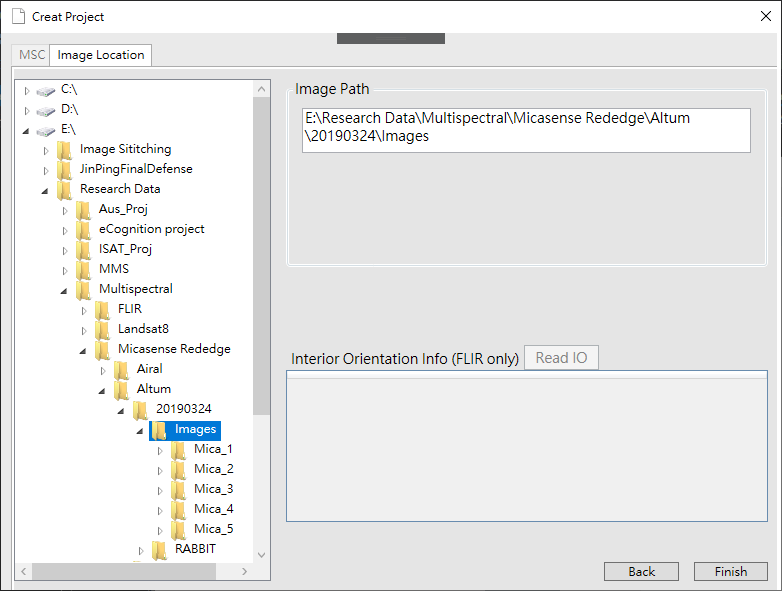 Creat Project
MSC
Image Location
C:\
D:\
E:\
Image Sititching
JinPingFinalDefense
Research Data
Aus_Proj
eCognition project
ISAT_Proj
MMS
Multispectral
FLIR
Landsat8
Micasense Rededge
Airal
Altum
20190324
Images
Mica_1
Mica_2
Mica_3
Mica_4
Mica_5
RABBIT
Image Path
E:\Research Data\Multispectral\Micasense Rededge\Altum
\20190324\Images
Interior Orientation Info (FLIR only)
Read IO
Back
Finish